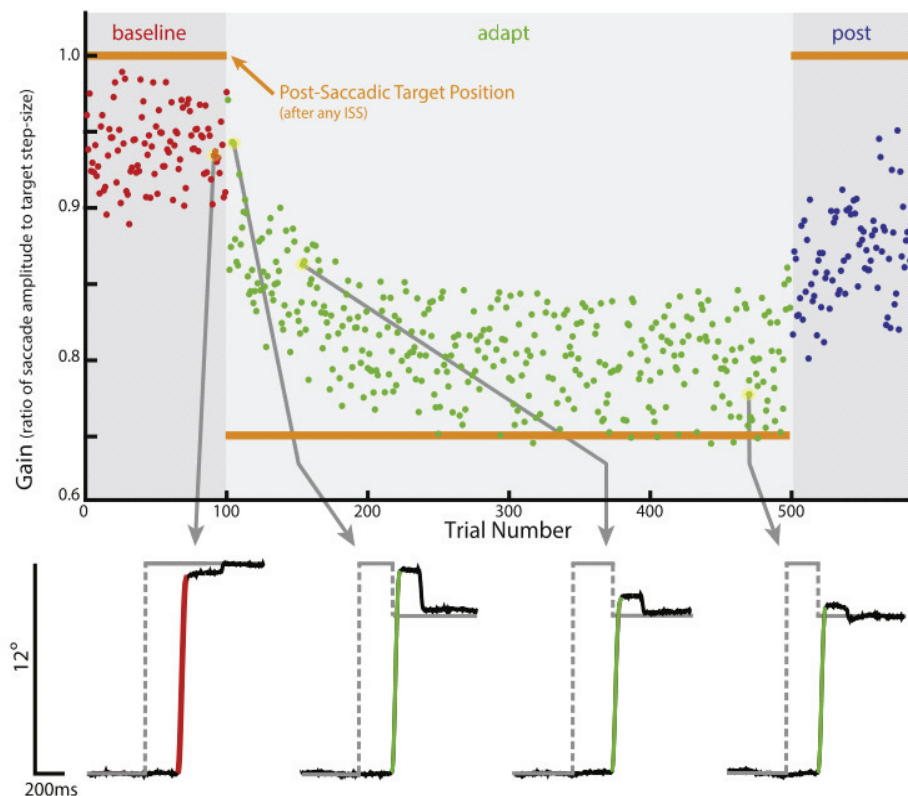 baseline
adapt
post
1.0
Post-Saccadic Target Position
(after any ISS)
0.9
0.8
0.6
Gain (ratio of saccade amplitude to target step-size)
0
100
200
300
400
500
Trial Number
12°
200ms